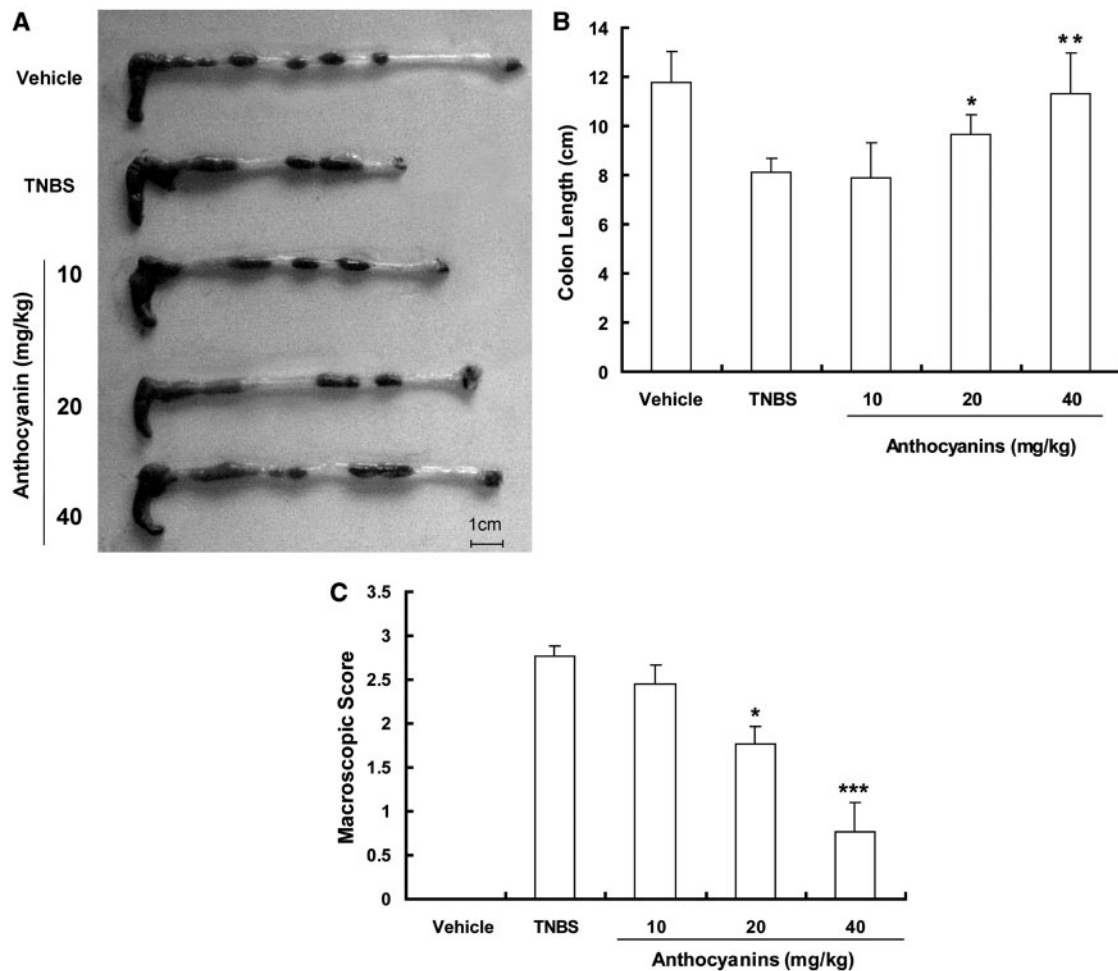 A
Vehicle
TNBS
10
20
40
Anthocyanin (mg/kg)
1cm
B
Colon Length (cm)
14
12
10
8
6
4
2
0
*
**
Vehicle
TNBS
10
20
40
Anthocyanins (mg/kg)
C
Macroscopic Score
3.5
3
2.5
2
1.5
1
0.5
0
*
***
Vehicle
TNBS
10
20
40
Anthocyanins (mg/kg)